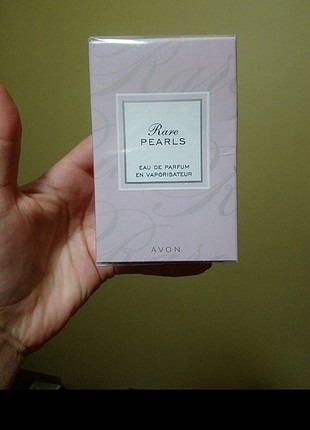 Rare
PEARLS
EAU DE PARFUM
EN VAPORISATEUR
AVON